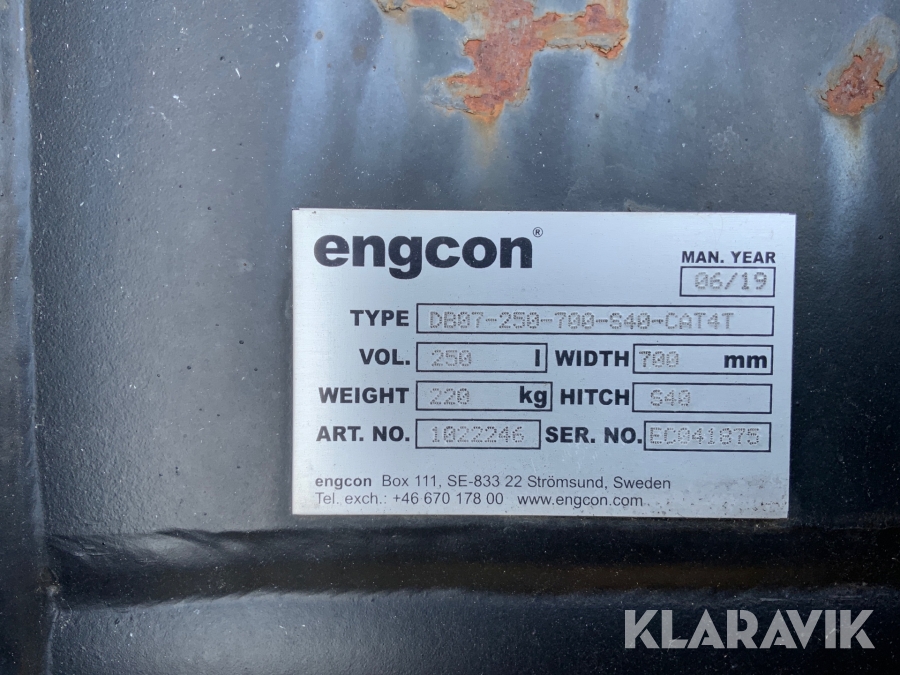 engcon®
MAN. YEAR
06/19
TYPE DB07-250-700-S40-CAT4T
VOL. 250 l WIDTH 700 mm
WEIGHT 220 kg HITCH S40
ART. NO. 1022246 SER. NO. EC041875
engcon Box 111, SE-833 22 Strömsund, Sweden
Tel. exch.: +46 670 178 00 www.engcon.com
KLARAVIK